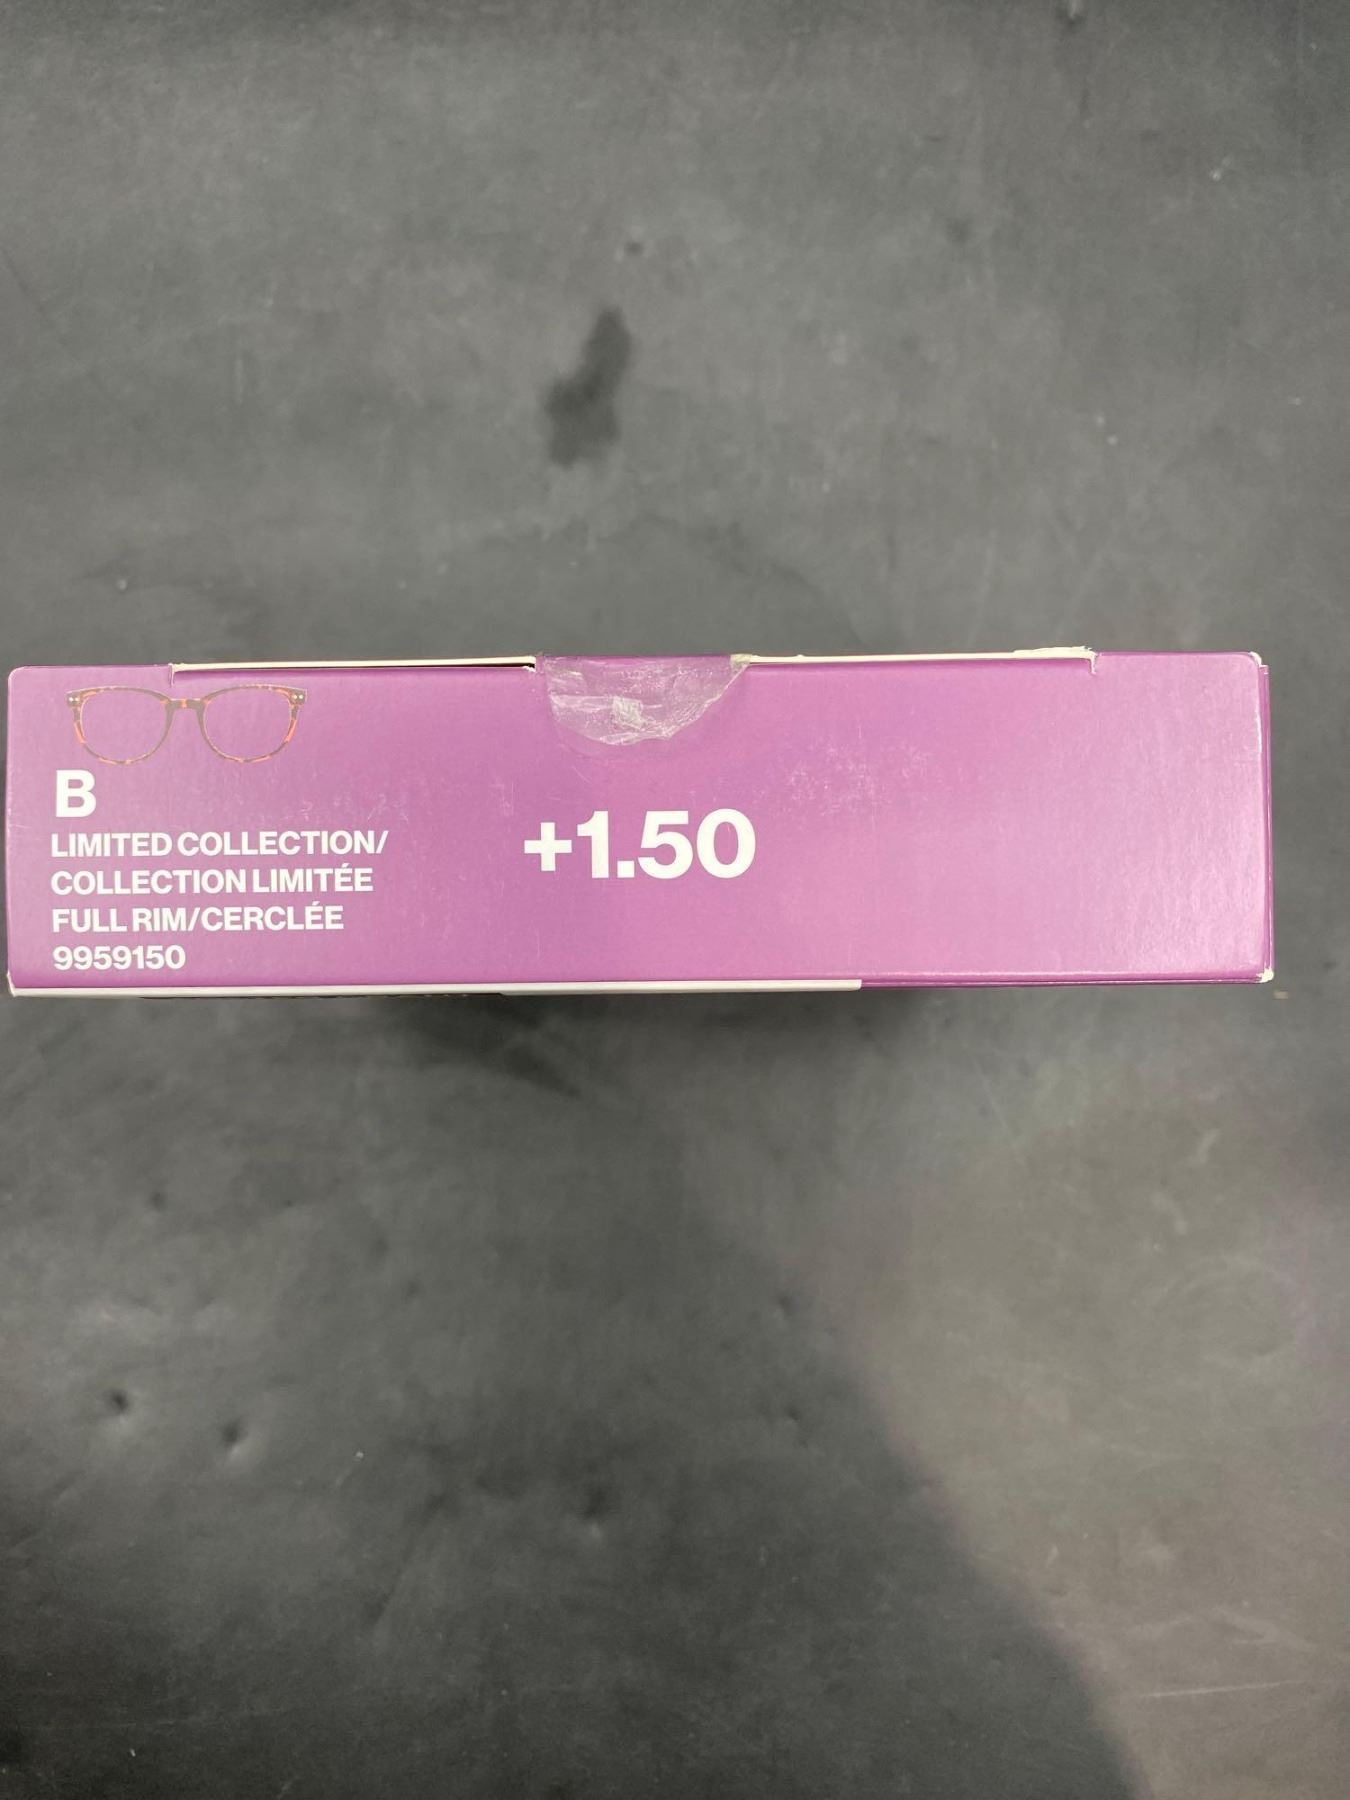 B
LIMITED COLLECTION/
COLLECTION LIMITÉE
FULL RIM/CERCLÉE
9959150
+1.50